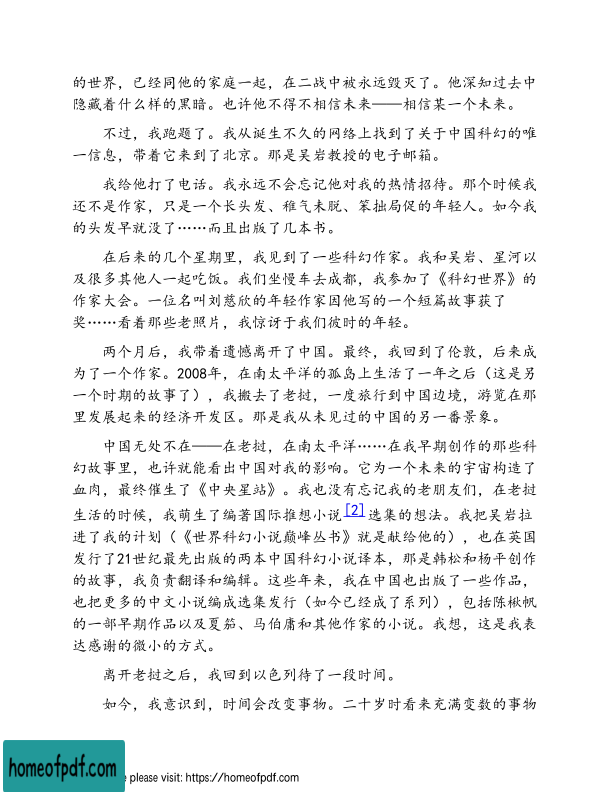 的世界，已经同他的家庭一起，在二战中被永远毁灭了。他深知过去中
隐藏着什么样的黑暗。也许他不得不相信未来——相信某一个未来。
不过，我跑题了。我从诞生不久的网络上找到了关于中国科幻的唯
一信息，带着它来到了北京。那是吴岩教授的电子邮箱。
我给他打了电话。我永远不会忘记他对我的热情招待。那个时候我
还不是作家，只是一个长头发、稚气未脱、笨拙局促的年轻人。如今我
的头发早就没了……而且出版了几本书。
在后来的几个星期里，我见到了一些科幻作家。我和吴岩、星河以
及很多其他人一起吃饭。我们坐慢车去成都，我参加了《科幻世界》的
作家大会。一位名叫刘慈欣的年轻作家因他写的一个短篇故事获了
奖……看着那些老照片，我惊讶于我们彼时的年轻。
两个月后，我带着遗憾离开了中国。最终，我回到了伦敦，后来成
为了一个作家。2008年，在南太平洋的孤岛上生活了一年之后（这是另
一个时期的故事了），我搬去了老挝，一度旅行到中国边境，游览在那
里发展起来的经济开发区。那是我从未见过的中国的另一番景象。
中国无处不在——在老挝，在南太平洋……在我早期创作的那些科
幻故事里，也许就能看出中国对我的影响。它为一个未来的宇宙构造了
血肉，最终催生了《中央星站》。我也没有忘记我的老朋友们，在老挝
生活的时候，我萌生了编著国际推想小说[2]选集的想法。我把吴岩拉
进了我的计划（《世界科幻小说巅峰丛书》就是献给他的），也在英国
发行了21世纪最先出版的两本中国科幻小说译本，那是韩松和杨平创作
的故事，我负责翻译和编辑。这些年来，我在中国也出版了一些作品，
也把更多的中文小说编成选集发行（如今已经成了系列），包括陈楸帆
的一部早期作品以及夏笳、马伯庸和其他作家的小说。我想，这是我表
达感谢的微小的方式。
离开老挝之后，我回到以色列待了一段时间。
如今，我意识到，时间会改变事物。二十岁时看来充满变数的事物
homeofpdf.com
e please visit: https://homeofpdf.com